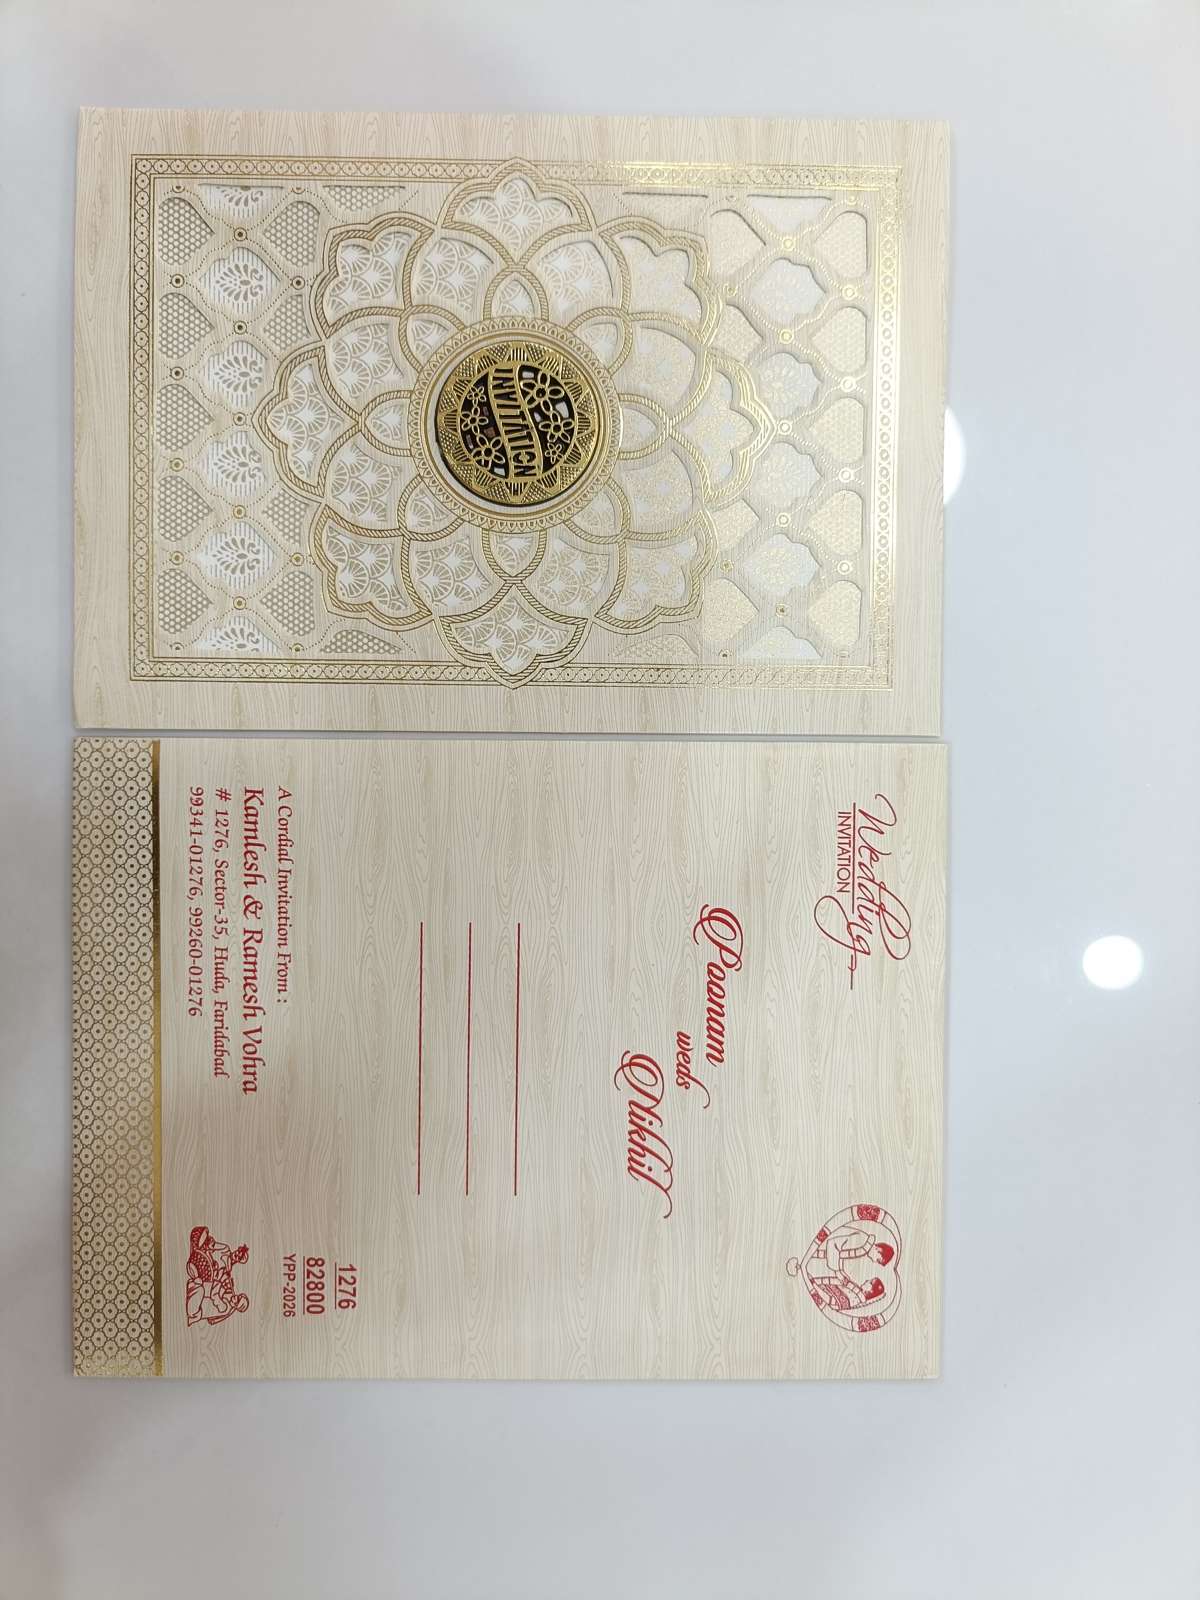 INVITATION
Wedding
INVITATION
Poonam
weds
Nikhil
A Cordial Invitation From :
Kamlesh & Ramesh Vohra
# 1276, Sector-35, Huda, Faridabad
99341-01276, 99260-01276
1276
82800
YPP-2026